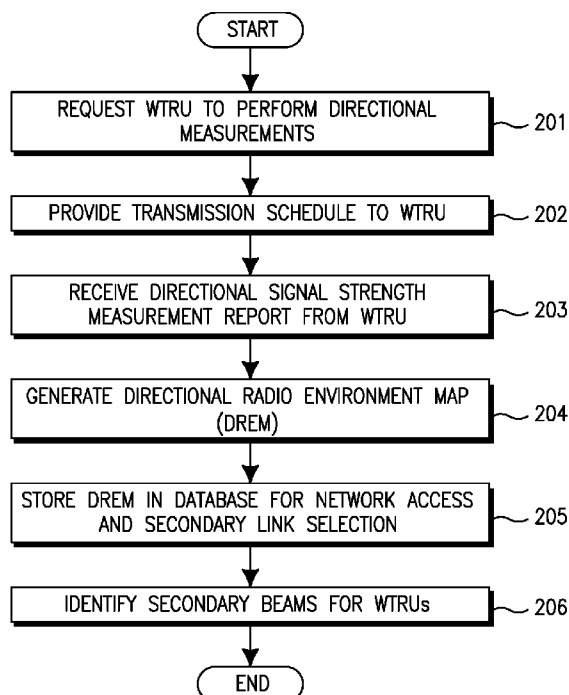 START
REQUEST WTRU TO PERFORM DIRECTIONAL
MEASUREMENTS
201
PROVIDE TRANSMISSION SCHEDULE TO WTRU
202
RECEIVE DIRECTIONAL SIGNAL STRENGTH
MEASUREMENT REPORT FROM WTRU
203
GENERATE DIRECTIONAL RADIO ENVIRONMENT MAP
(DREM)
204
STORE DREM IN DATABASE FOR NETWORK ACCESS
AND SECONDARY LINK SELECTION
205
IDENTIFY SECONDARY BEAMS FOR WTRUs
206
END